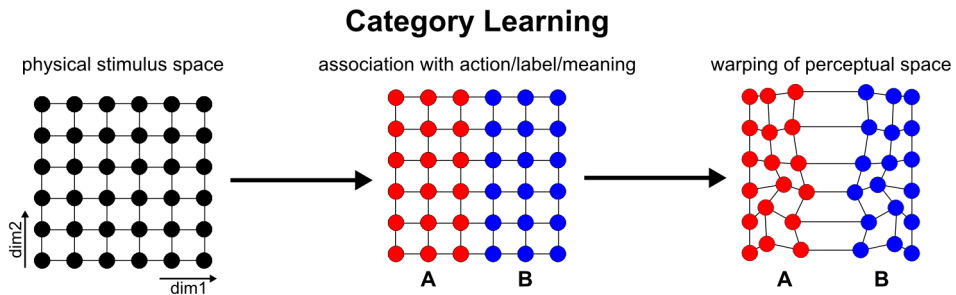 Category Learning
physical stimulus space
association with action/label/meaning
warping of perceptual space
dim2
dim1
A
B
A
B